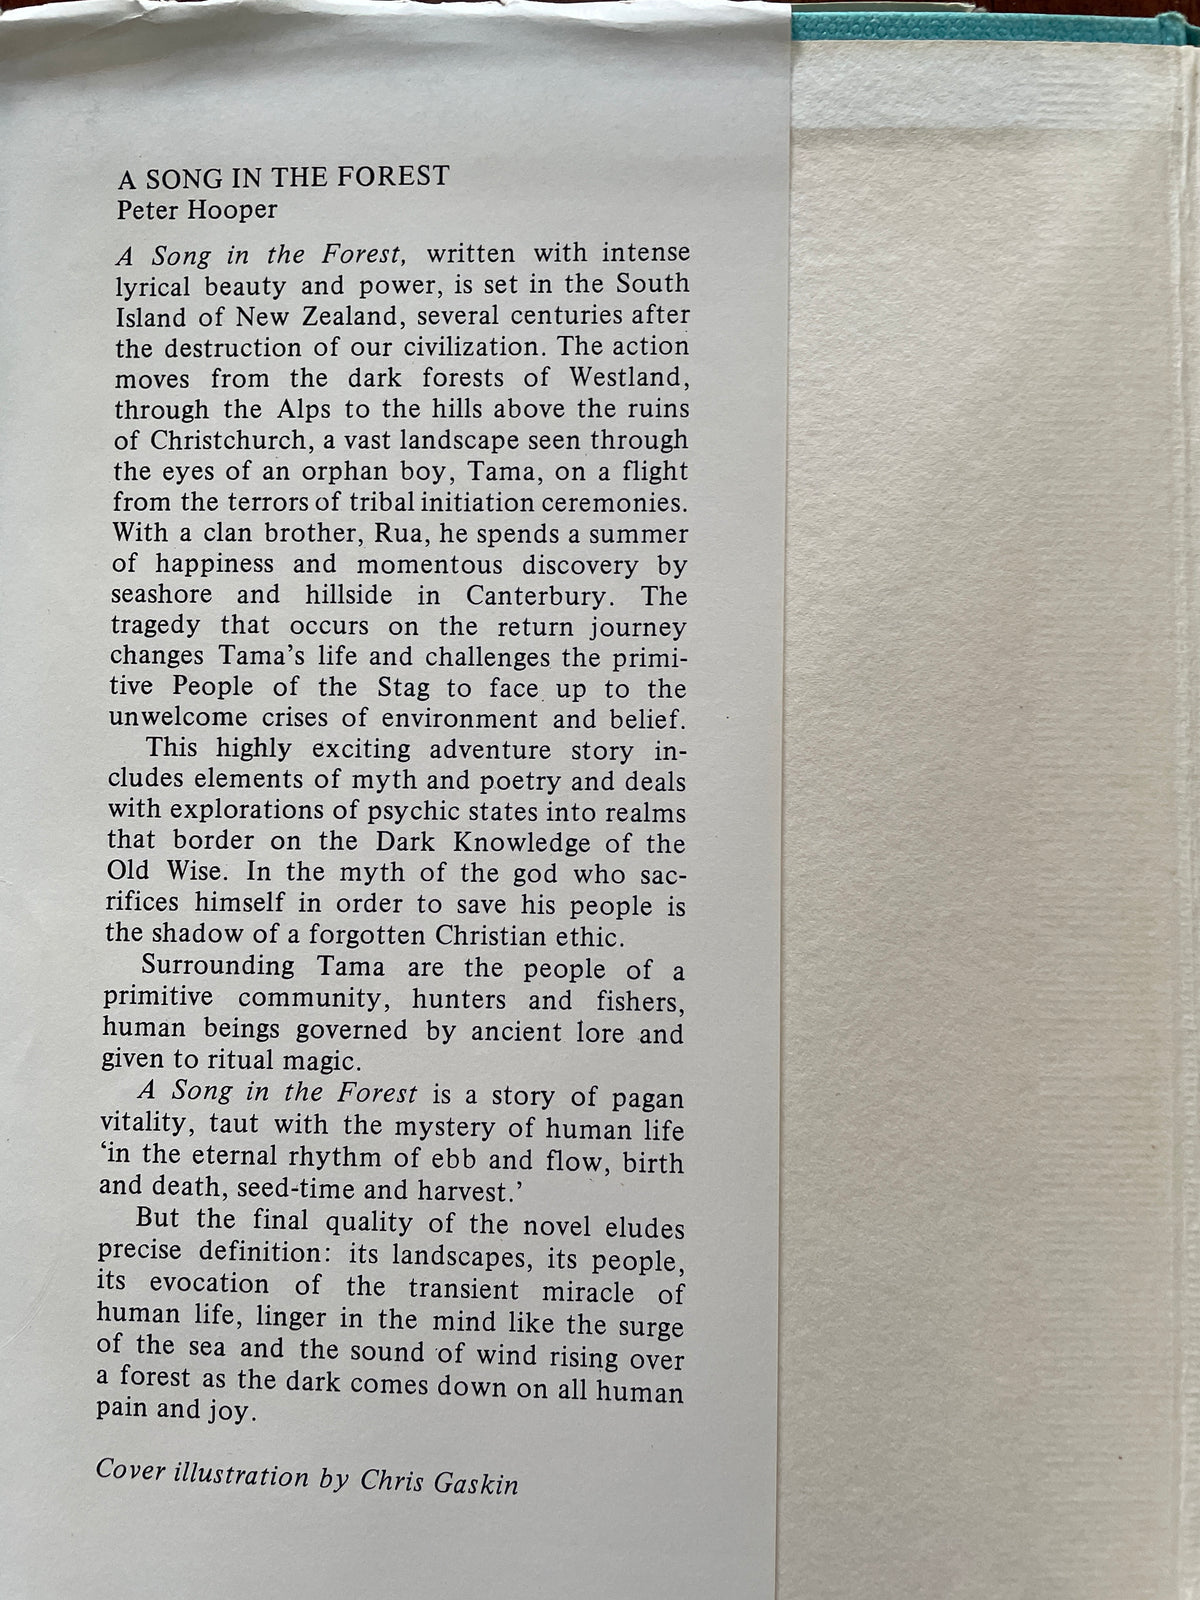 A SONG IN THE FOREST
Peter Hooper
A Song in the Forest, written with intense
lyrical beauty and power, is set in the South
Island of New Zealand, several centuries after
the destruction of our civilization. The action
moves from the dark forests of Westland,
through the Alps to the hills above the ruins
of Christchurch, a vast landscape seen through
the eyes of an orphan boy, Tama, on a flight
from the terrors of tribal initiation ceremonies.
With a clan brother, Rua, he spends a summer
of happiness and momentous discovery by
seashore and hillside in Canterbury. The
tragedy that occurs on the return journey
changes Tama's life and challenges the primi-
tive People of the Stag to face up to the
unwelcome crises of environment and belief.
This highly exciting adventure story in-
cludes elements of myth and poetry and deals
with explorations of psychic states into realms
that border on the Dark Knowledge of the
Old Wise. In the myth of the god who sac-
rifices himself in order to save his people is
the shadow of a forgotten Christian ethic.
Surrounding Tama are the people of a
primitive community, hunters and fishers,
human beings governed by ancient lore and
given to ritual magic.
A Song in the Forest is a story of pagan
vitality, taut with the mystery of human life
‘in the eternal rhythm of ebb and flow, birth
and death, seed-time and harvest.’
But the final quality of the novel eludes
precise definition: its landscapes, its people,
its evocation of the transient miracle of
human life, linger in the mind like the surge
of the sea and the sound of wind rising over
a forest as the dark comes down on all human
pain and joy.
Cover illustration by Chris Gaskin